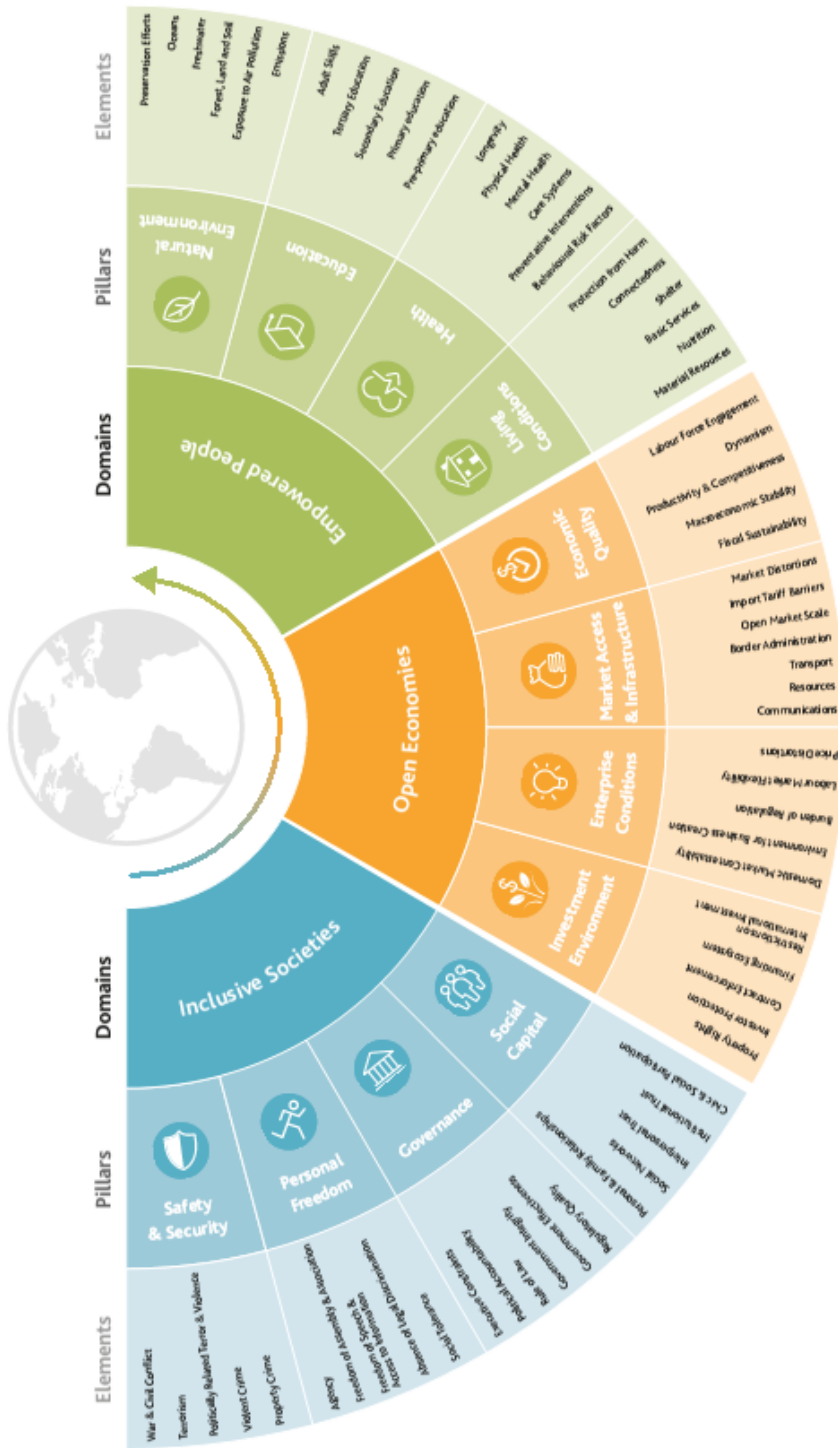 Elements
Pillars
Domains
Domains
Pillars
Elements
Inclusive Societies
Safety
& Security
War & Civil Conflict
Terrorism
Politically Related Terror & Violence
Violent Crime
Property Crime
Personal
Freedom
Agency
Freedom of Assembly & Association
Freedom of Speech &
Access to Information
Absence of Legal Discrimination
Social Tolerance
Governance
Executive Constraints
Political Accountability
Rule of Law
Government Integrity
Government Effectiveness
Regulatory Quality
Social
Capital
Personal & Family Relationships
Social Networks
Interpersonal Trust
Institutional Trust
Civic & Social Participation
Open Economies
Investment
Environment
Property Rights
Investor Protection
Contract Enforcement
Financing Ecosystem
Restrictions on
International Investment
Enterprise
Conditions
Domestic Market Contestability
Environment for Business Creation
Burden of Regulation
Labour Market Flexibility
Price Distortions
Market Access
& Infrastructure
Communications
Resources
Transport
Border Administration
Open Market Scale
Import Tariff Barriers
Market Distortions
Economic
Quality
Fiscal Sustainability
Macroeconomic Stability
Productivity & Competitiveness
Dynamism
Labour Force Engagement
Empowered People
Living
Conditions
Material Resources
Nutrition
Basic Services
Shelter
Connectedness
Protection from Harm
Health
Behavioural Risk Factors
Preventative Interventions
Care Systems
Mental Health
Physical Health
Longevity
Education
Pre-primary education
Primary education
Secondary Education
Tertiary Education
Adult Skills
Natural
Environment
Emissions
Exposure to Air Pollution
Forest, Land and Soil
Freshwater
Oceans
Preservation Efforts